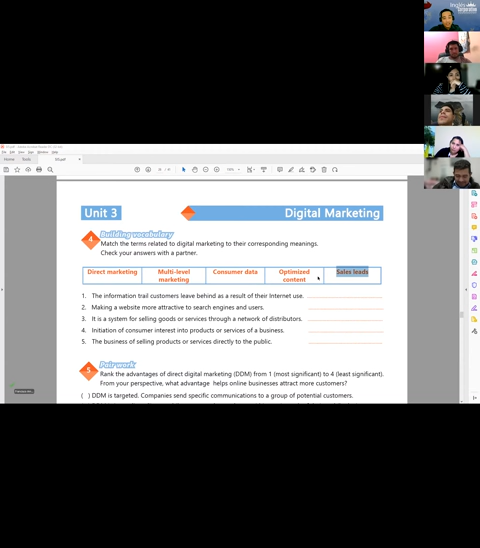 Inglés
Corporativo
Home Tools
Unit 3
Digital Marketing
4
Building vocabulary
Match the terms related to digital marketing to their corresponding meanings.
Check your answers with a partner.
Direct marketing
Multi-level marketing
Consumer data
Optimized content
Sales leads
1. The information trail customers leave behind as a result of their Internet use.
2. Making a website more attractive to search engines and users.
3. It is a system for selling goods or services through a network of distributors.
4. Initiation of consumer interest into products or services of a business.
5. The business of selling products or services directly to the public.
5
Pair work
Rank the advantages of direct digital marketing (DDM) from 1 (most significant) to 4 (least significant).
From your perspective, what advantage helps online businesses attract more customers?
( ) DDM is targeted. Companies send specific communications to a group of potential customers.